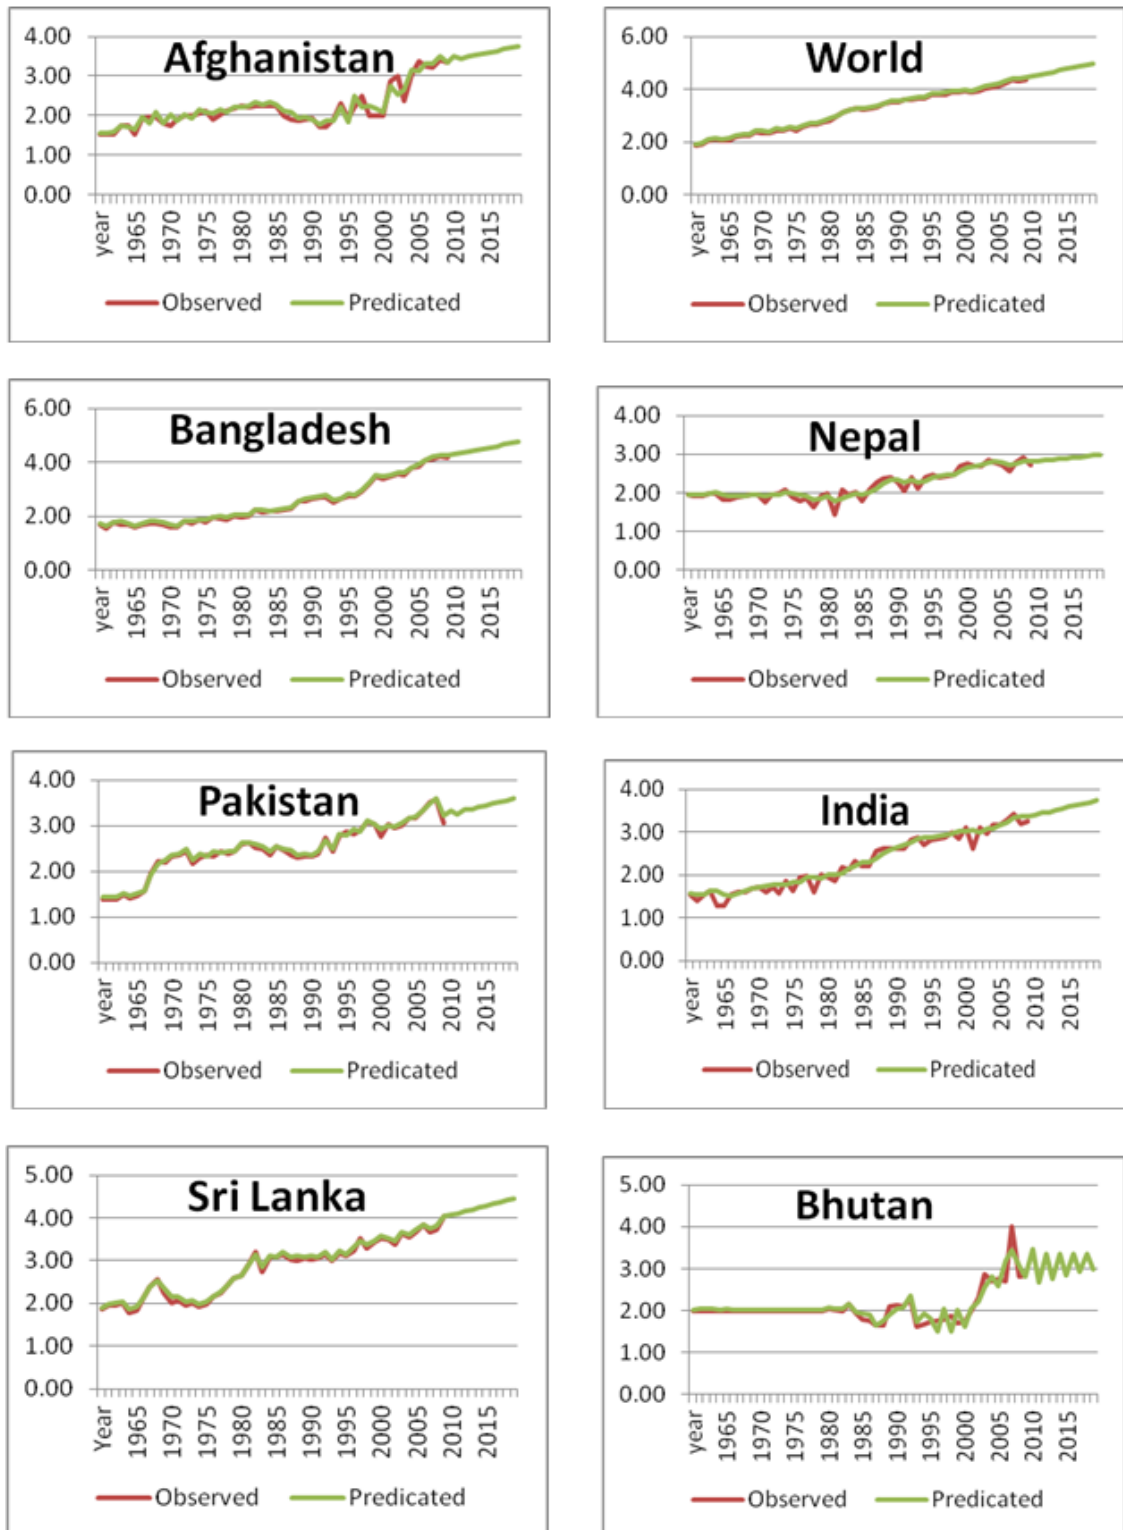 Afghanistan
4.00
3.00
2.00
1.00
0.00
year 1965 1970 1975 1980 1985 1990 1995 2000 2005 2010 2015
Observed Predicated
World
6.00
4.00
2.00
0.00
year 1965 1970 1975 1980 1985 1990 1995 2000 2005 2010 2015
Observed Predicated
Bangladesh
6.00
4.00
2.00
0.00
year 1965 1970 1975 1980 1985 1990 1995 2000 2005 2010 2015
Observed Predicated
Nepal
4.00
3.00
2.00
1.00
0.00
year 1965 1970 1975 1980 1985 1990 1995 2000 2005 2010 2015
Observed Predicated
Pakistan
4.00
3.00
2.00
1.00
0.00
year 1965 1970 1975 1980 1985 1990 1995 2000 2005 2010 2015
Observed Predicated
India
4.00
3.00
2.00
1.00
0.00
year 1965 1970 1975 1980 1985 1990 1995 2000 2005 2010 2015
Observed Predicated
Sri Lanka
5.00
4.00
3.00
2.00
1.00
0.00
Year 1965 1970 1975 1980 1985 1990 1995 2000 2005 2010 2015
Observed Predicated
Bhutan
5.00
4.00
3.00
2.00
1.00
0.00
year 1965 1970 1975 1980 1985 1990 1995 2000 2005 2010 2015
Observed Predicated